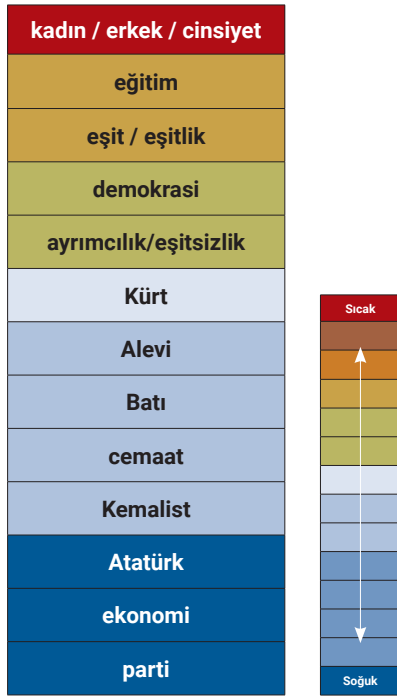 kadın / erkek / cinsiyet
eğitim
eşit / eşitlik
demokrasi
ayrımcılık/eşitsizlik
Kürt
Alevi
Batı
cemaat
Kemalist
Atatürk
ekonomi
parti
Sıcak
Soğuk